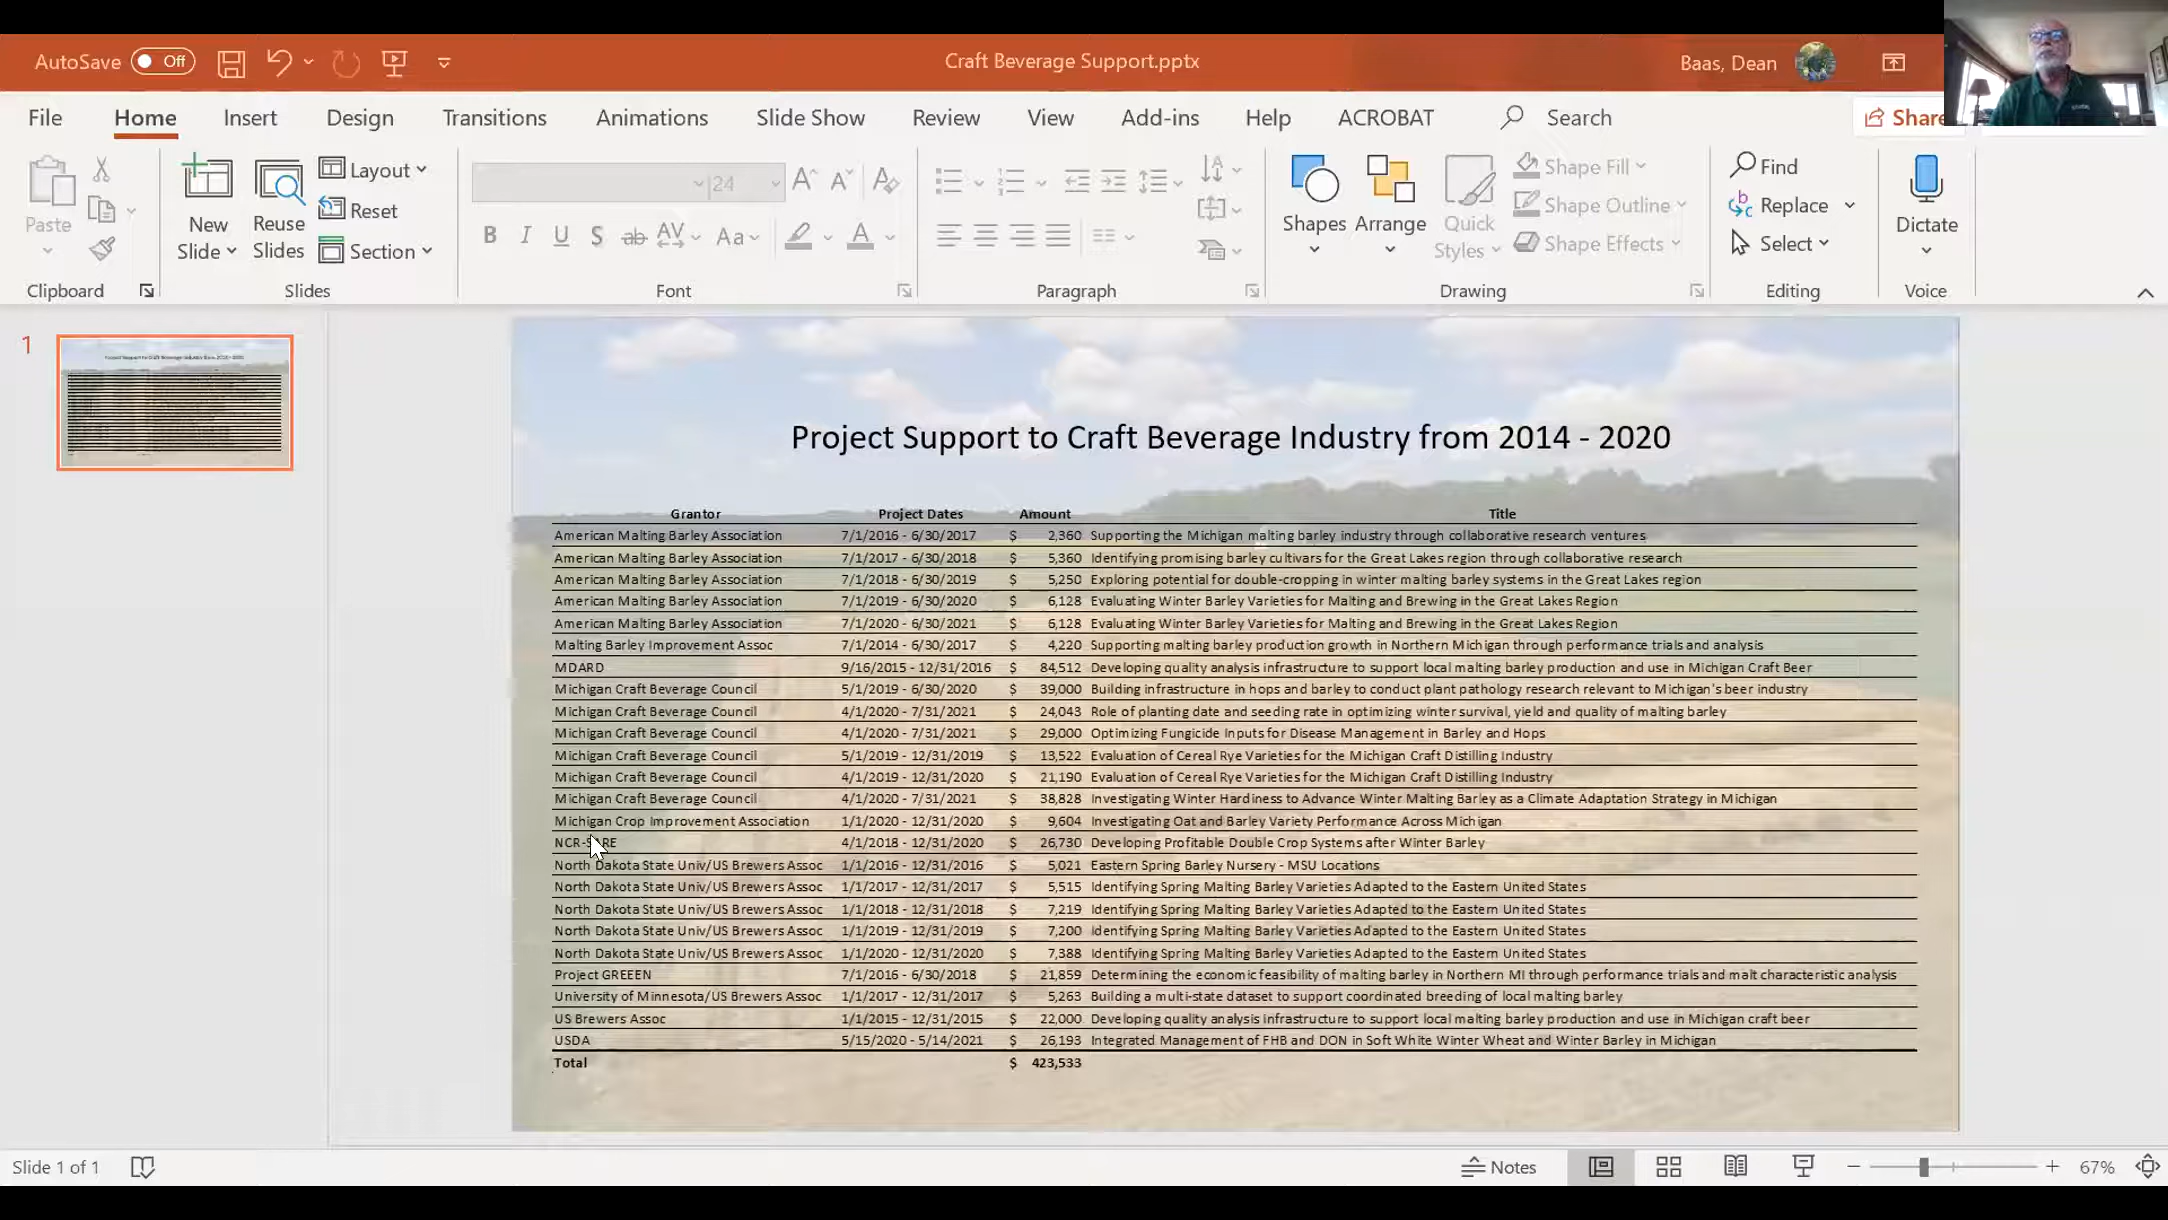 AutoSave Off Craft Beverage Support.pptx Baas, Dean
File Home Insert Design Transitions Animations Slide Show Review View Add-ins Help ACROBAT Search Share
Paste New Slide Reuse Slides Layout Reset Section
24
B I U S ab AV Aa A
Shapes Arrange Quick Styles Shape Fill Shape Outline Shape Effects
Find Replace Select Dictate
Clipboard Slides Font Paragraph Drawing Editing Voice
1
Project Support to Craft Beverage Industry from 2014 - 2020
Grantor Project Dates Amount Title
American Malting Barley Association 7/1/2016 - 6/30/2017 $ 2,360 Supporting the Michigan malting barley industry through collaborative research ventures
American Malting Barley Association 7/1/2017 - 6/30/2018 $ 5,360 Identifying promising barley cultivars for the Great Lakes region through collaborative research
American Malting Barley Association 7/1/2018 - 6/30/2019 $ 5,250 Exploring potential for double-cropping in winter malting barley systems in the Great Lakes region
American Malting Barley Association 7/1/2019 - 6/30/2020 $ 6,128 Evaluating Winter Barley Varieties for Malting and Brewing in the Great Lakes Region
American Malting Barley Association 7/1/2020 - 6/30/2021 $ 6,128 Evaluating Winter Barley Varieties for Malting and Brewing in the Great Lakes Region
Malting Barley Improvement Assoc 7/1/2014 - 6/30/2017 $ 4,220 Supporting malting barley production growth in Northern Michigan through performance trials and analysis
MDARD 9/16/2015 - 12/31/2016 $ 84,512 Developing quality analysis infrastructure to support local malting barley production and use in Michigan Craft Beer
Michigan Craft Beverage Council 5/1/2019 - 6/30/2020 $ 39,000 Building infrastructure in hops and barley to conduct plant pathology research relevant to Michigan's beer industry
Michigan Craft Beverage Council 4/1/2020 - 7/31/2021 $ 24,043 Role of planting date and seeding rate in optimizing winter survival, yield and quality of malting barley
Michigan Craft Beverage Council 4/1/2020 - 7/31/2021 $ 29,000 Optimizing Fungicide Inputs for Disease Management in Barley and Hops
Michigan Craft Beverage Council 5/1/2019 - 12/31/2019 $ 13,522 Evaluation of Cereal Rye Varieties for the Michigan Craft Distilling Industry
Michigan Craft Beverage Council 4/1/2019 - 12/31/2020 $ 21,190 Evaluation of Cereal Rye Varieties for the Michigan Craft Distilling Industry
Michigan Craft Beverage Council 4/1/2020 - 7/31/2021 $ 38,828 Investigating Winter Hardiness to Advance Winter Malting Barley as a Climate Adaptation Strategy in Michigan
Michigan Crop Improvement Association 1/1/2020 - 12/31/2020 $ 9,604 Investigating Oat and Barley Variety Performance Across Michigan
NCR-SARE 4/1/2018 - 12/31/2020 $ 26,730 Developing Profitable Double Crop Systems after Winter Barley
North Dakota State Univ/US Brewers Assoc 1/1/2016 - 12/31/2016 $ 5,021 Eastern Spring Barley Nursery - MSU Locations
North Dakota State Univ/US Brewers Assoc 1/1/2017 - 12/31/2017 $ 5,515 Identifying Spring Malting Barley Varieties Adapted to the Eastern United States
North Dakota State Univ/US Brewers Assoc 1/1/2018 - 12/31/2018 $ 7,219 Identifying Spring Malting Barley Varieties Adapted to the Eastern United States
North Dakota State Univ/US Brewers Assoc 1/1/2019 - 12/31/2019 $ 7,200 Identifying Spring Malting Barley Varieties Adapted to the Eastern United States
North Dakota State Univ/US Brewers Assoc 1/1/2020 - 12/31/2020 $ 7,388 Identifying Spring Malting Barley Varieties Adapted to the Eastern United States
Project GREEEN 7/1/2016 - 6/30/2018 $ 21,859 Determining the economic feasibility of malting barley in Northern MI through performance trials and malt characteristic analysis
University of Minnesota/US Brewers Assoc 1/1/2017 - 12/31/2017 $ 5,263 Building a multi-state dataset to support coordinated breeding of local malting barley
US Brewers Assoc 1/1/2015 - 12/31/2015 $ 22,000 Developing quality analysis infrastructure to support local malting barley production and use in Michigan craft beer
USDA 5/15/2020 - 5/14/2021 $ 26,193 Integrated Management of FHB and DON in Soft White Winter Wheat and Winter Barley in Michigan
Total $ 423,533
Slide 1 of 1 Notes 67%